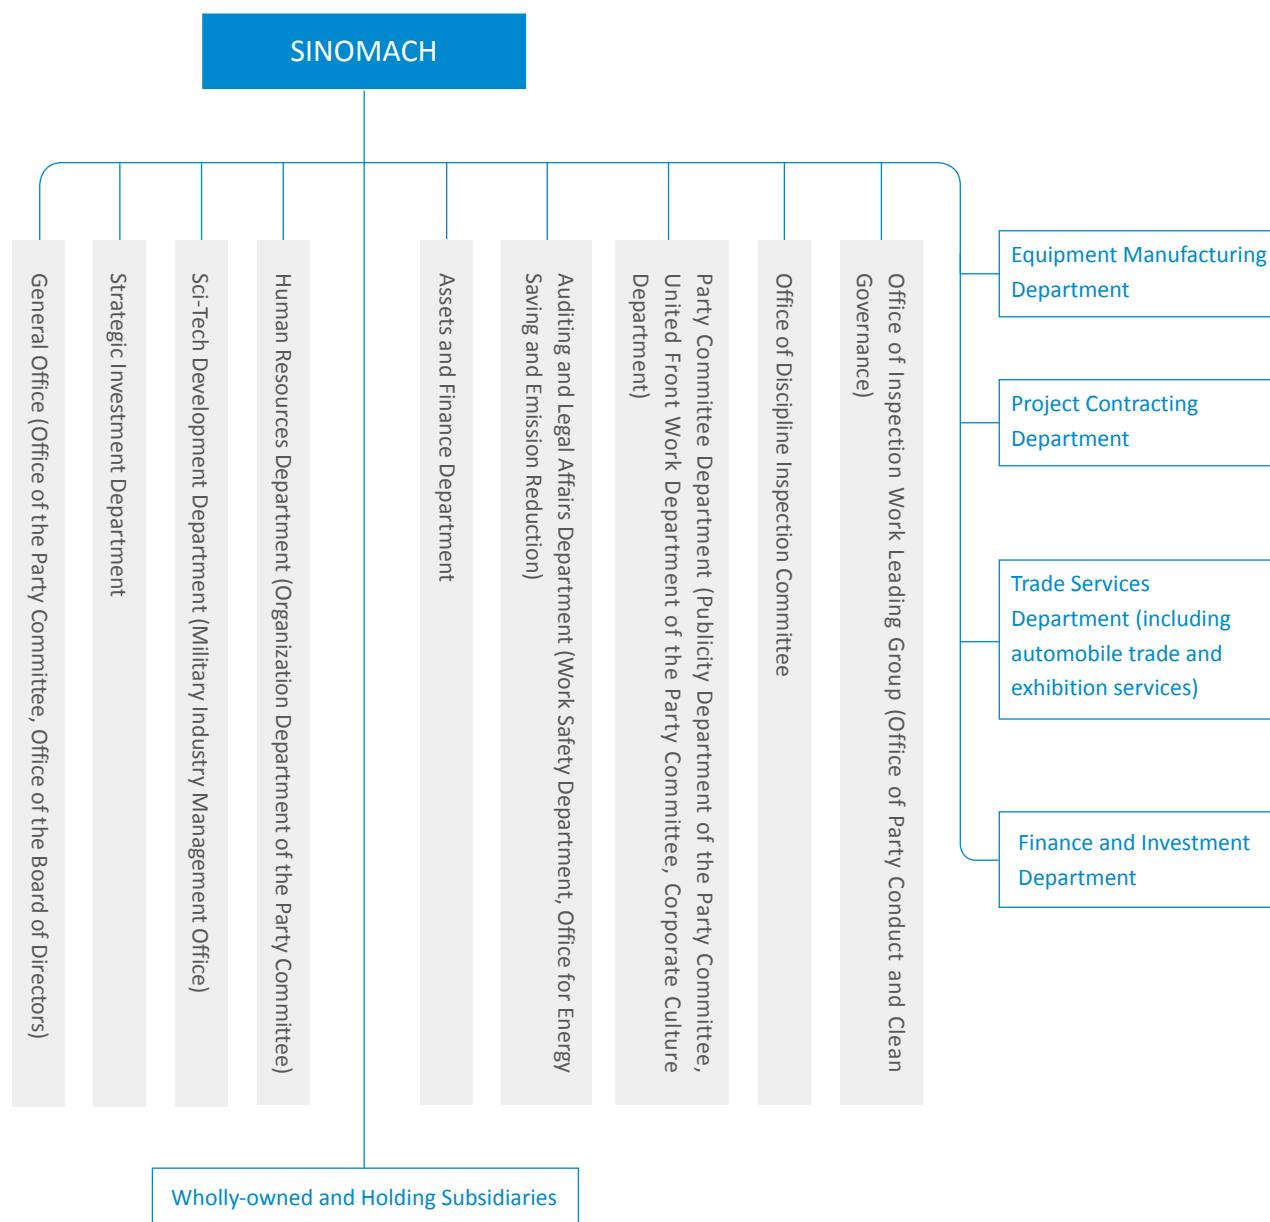 SINOMACH
General Office (Office of the Party Committee, Office of the Board of Directors)
Strategic Investment Department
Sci-Tech Development Department (Military Industry Management Office)
Human Resources Department (Organization Department of the Party Committee)
Assets and Finance Department
Auditing and Legal Affairs Department (Work Safety Department, Office for Energy
Saving and Emission Reduction)
Party Committee Department (Publicity Department of the Party Committee,
United Front Work Department of the Party Committee, Corporate Culture
Department)
Office of Discipline Inspection Committee
Office of Inspection Work Leading Group (Office of Party Conduct and Clean
Governance)
Equipment Manufacturing
Department
Project Contracting
Department
Trade Services
Department (including
automobile trade and
exhibition services)
Finance and Investment
Department
Wholly-owned and Holding Subsidiaries